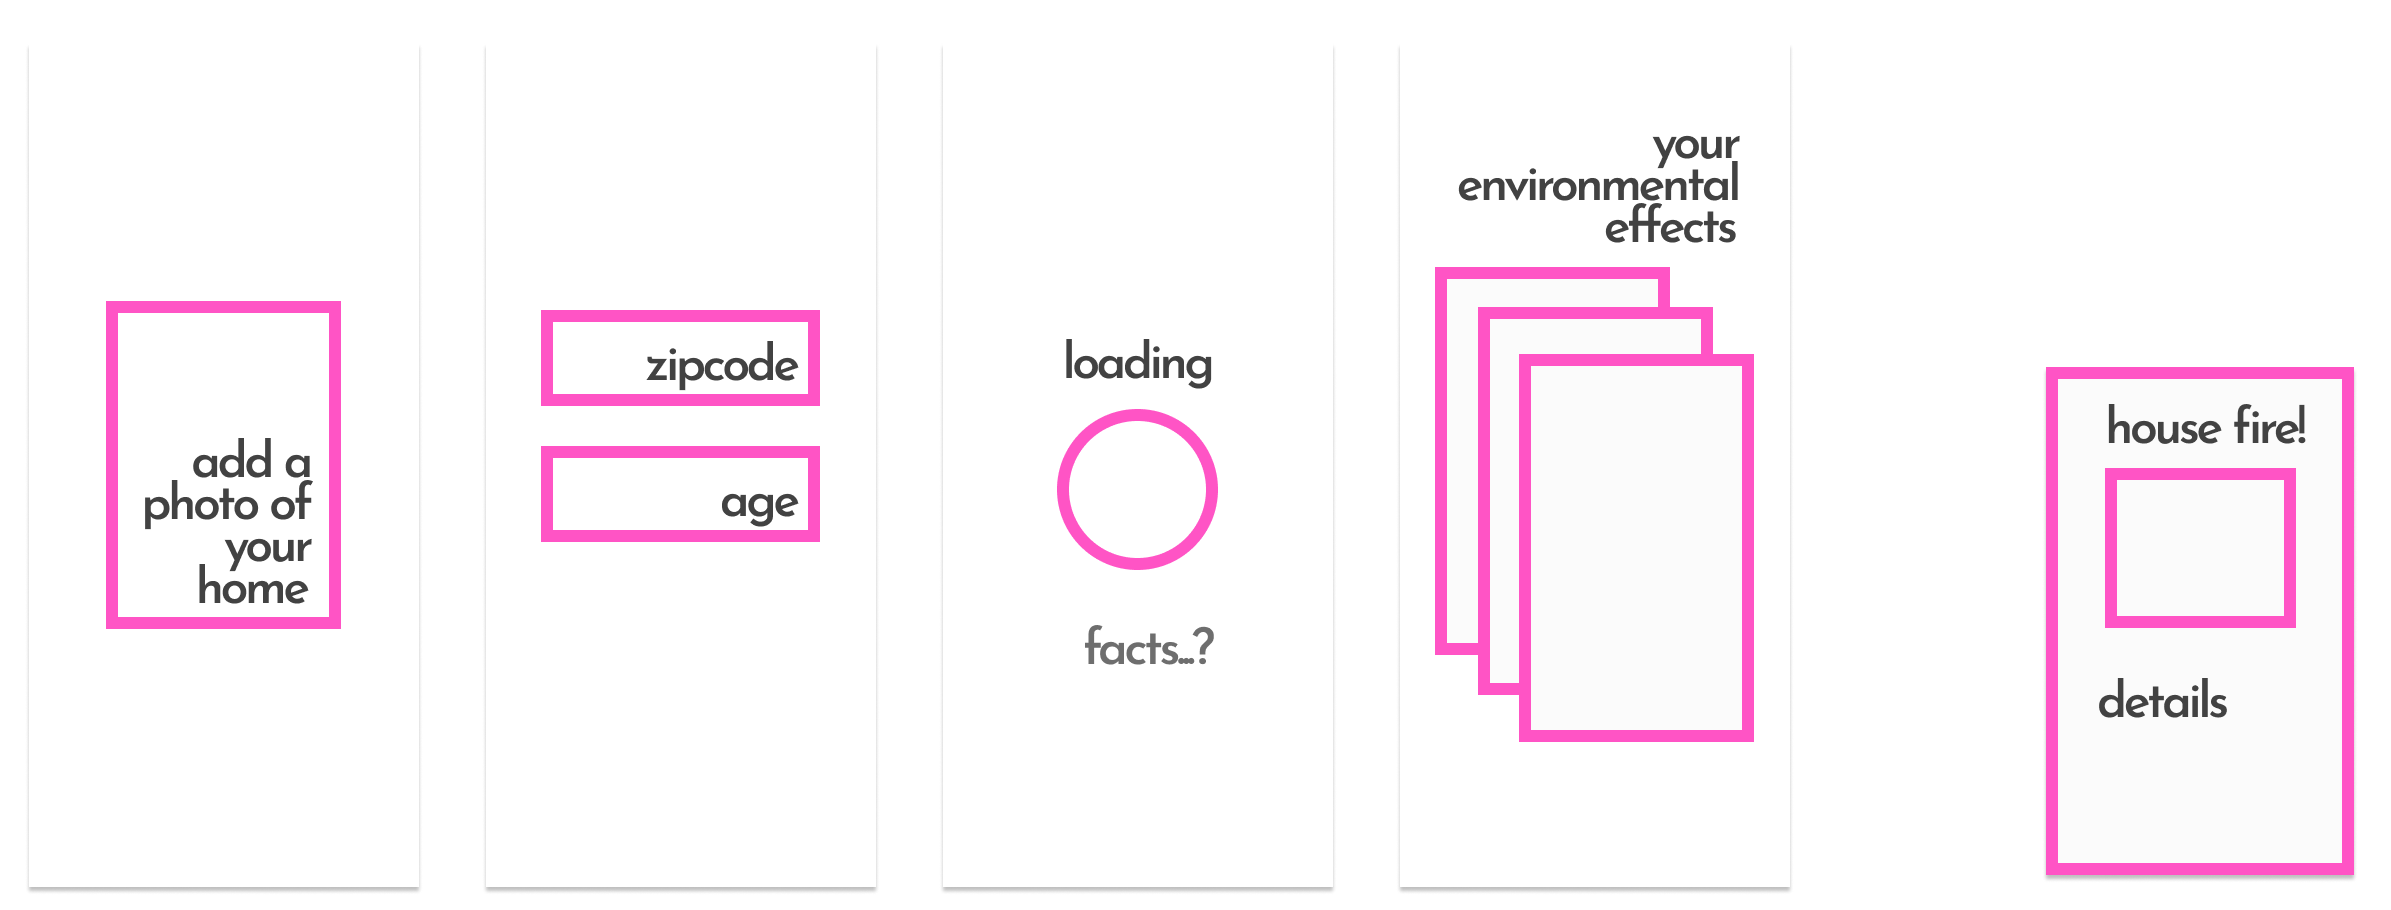 add a
photo of
your
home
zipcode
age
loading
facts...?
your
environmental
effects
house fire!
details